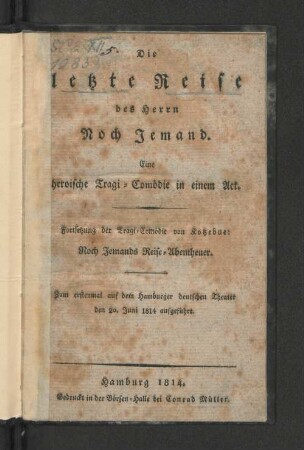 Die
letzte Reise
des Herrn
Noch Jemand.
Eine
heroische Tragi-Comödie in einem Act.
Fortsetzung der Tragi-Comödie von Kotzebue:
Noch Jemands Reise-Abentheuer.
Zum erstenmal auf dem Hamburger deutschen Theater
den 20. Juni 1814 aufgeführt.
Hamburg 1814.
Gedruckt in der Börsen-Halle bei Conrad Müller.